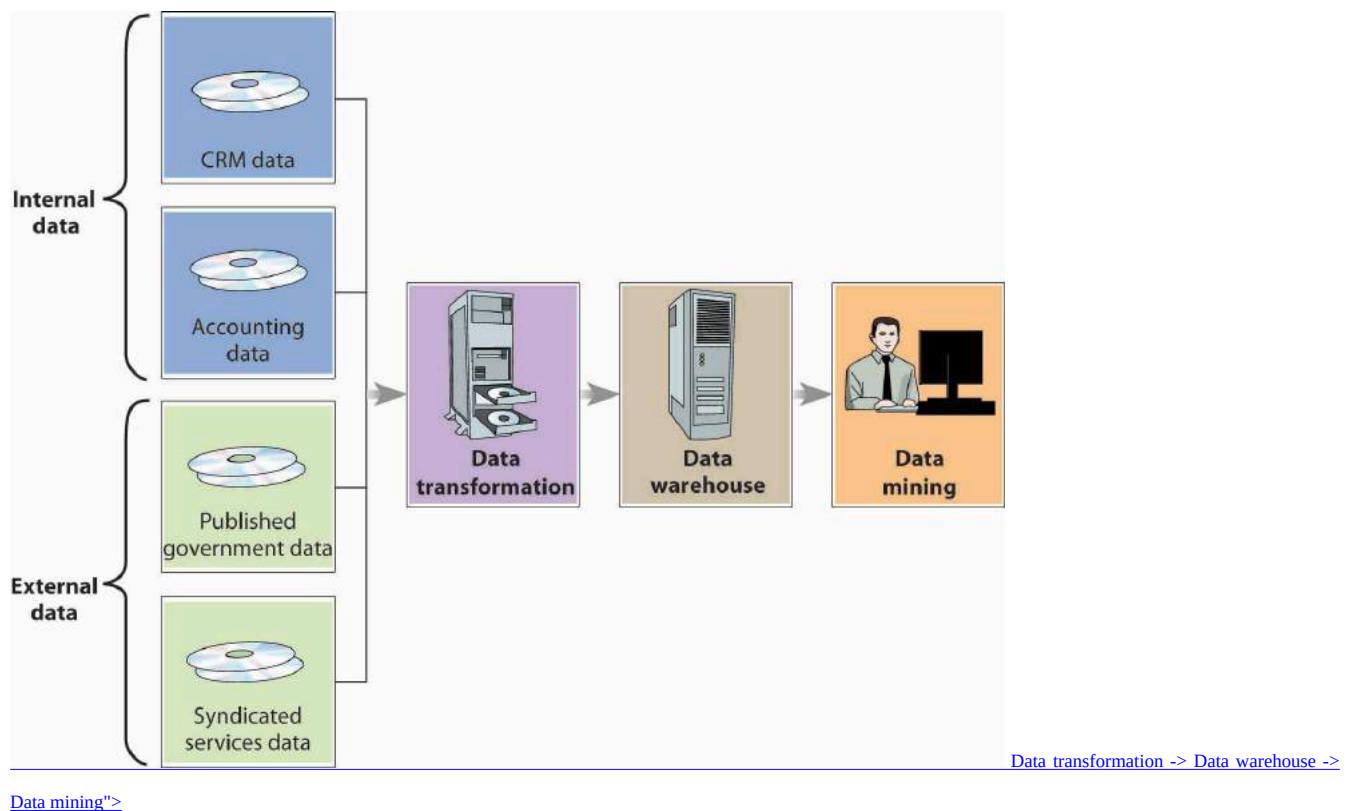 CRM data
Internal
data
Accounting
data
Published
government data
External
data
Syndicated
services data
Data
transformation
Data
warehouse
Data
mining
Data transformation -> Data warehouse ->
Data mining">